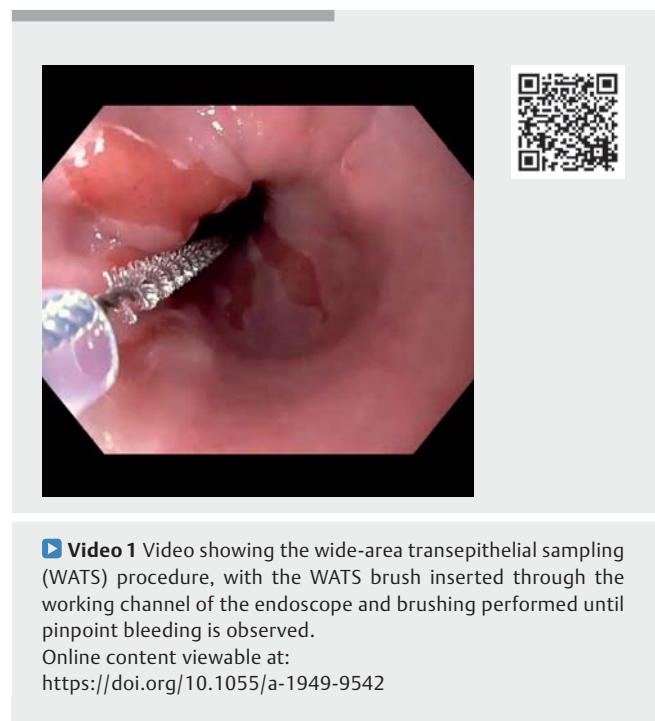 Video 1 Video showing the wide-area transepithelial sampling
(WATS) procedure, with the WATS brush inserted through the
working channel of the endoscope and brushing performed until
pinpoint bleeding is observed.
Online content viewable at:
https://doi.org/10.1055/a-1949-9542